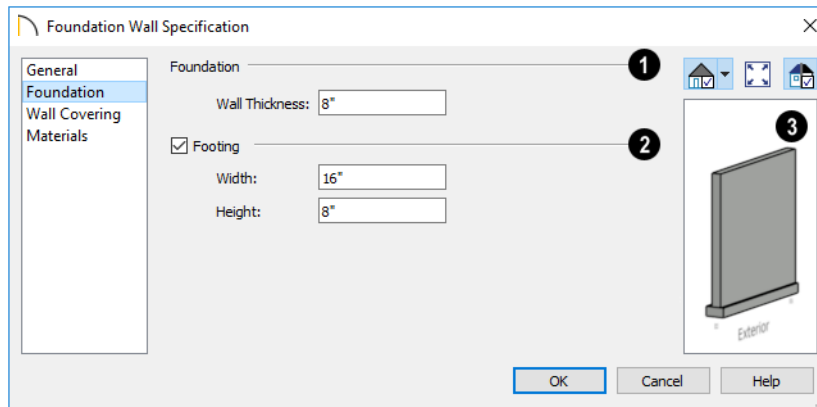 Foundation Wall Specification
General
Foundation
Wall Covering
Materials
Foundation
1
Wall Thickness: 8"
Footing
2
Width: 16"
Height: 8"
3
Exterior
OK Cancel Help